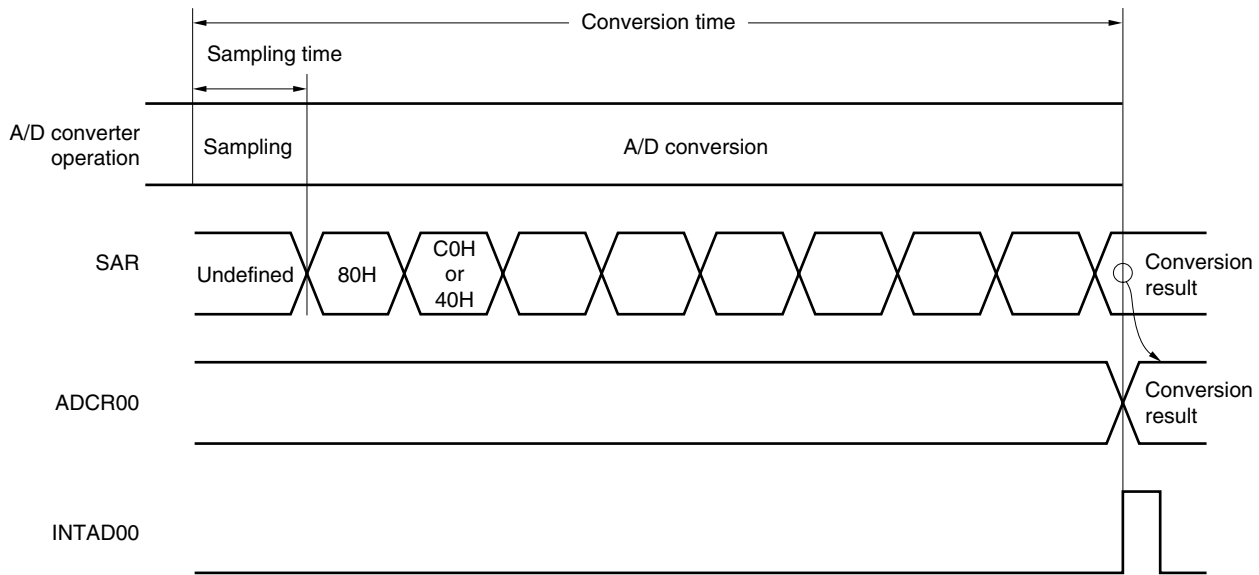 Conversion time
Sampling time
A/D converter
operation
Sampling
A/D conversion
SAR
Undefined
80H
C0H
or
40H
Conversion
result
ADCR00
Conversion
result
INTAD00